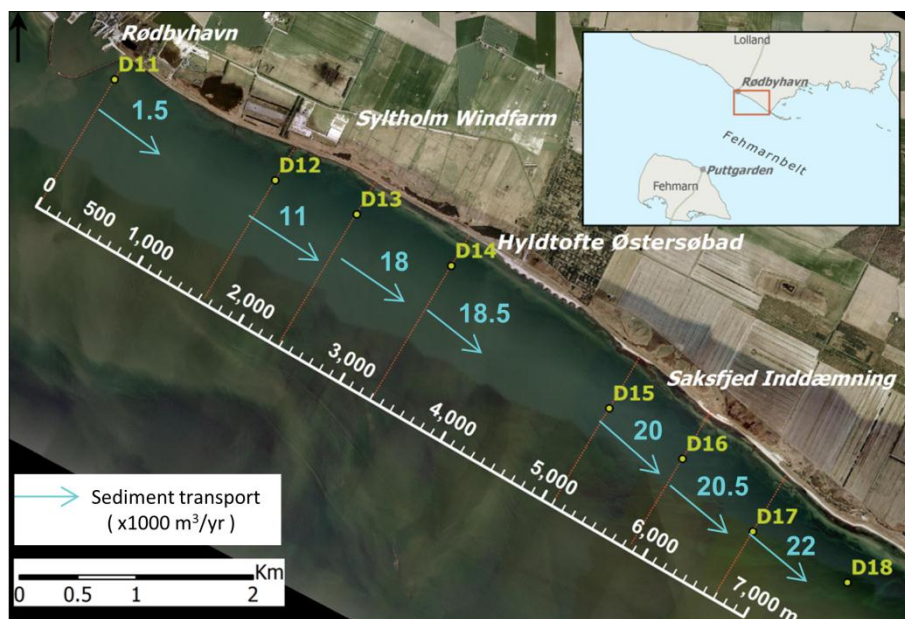 Rødbyhavn
D11
1.5
Syltholm Windfarm
D12
11
D13
18
Hyldtofte Østersøbad
D14
18.5
Saksfjed Inddæmning
D15
20
D16
20.5
D17
22
D18
0
500
1,000
2,000
3,000
4,000
5,000
6,000
7,000 m
Lolland
Rødbyhavn
Fehmarnbelt
Puttgarden
Fehmarn
Sediment transport
( x1000 m³/yr )
Km
0 0.5 1 2